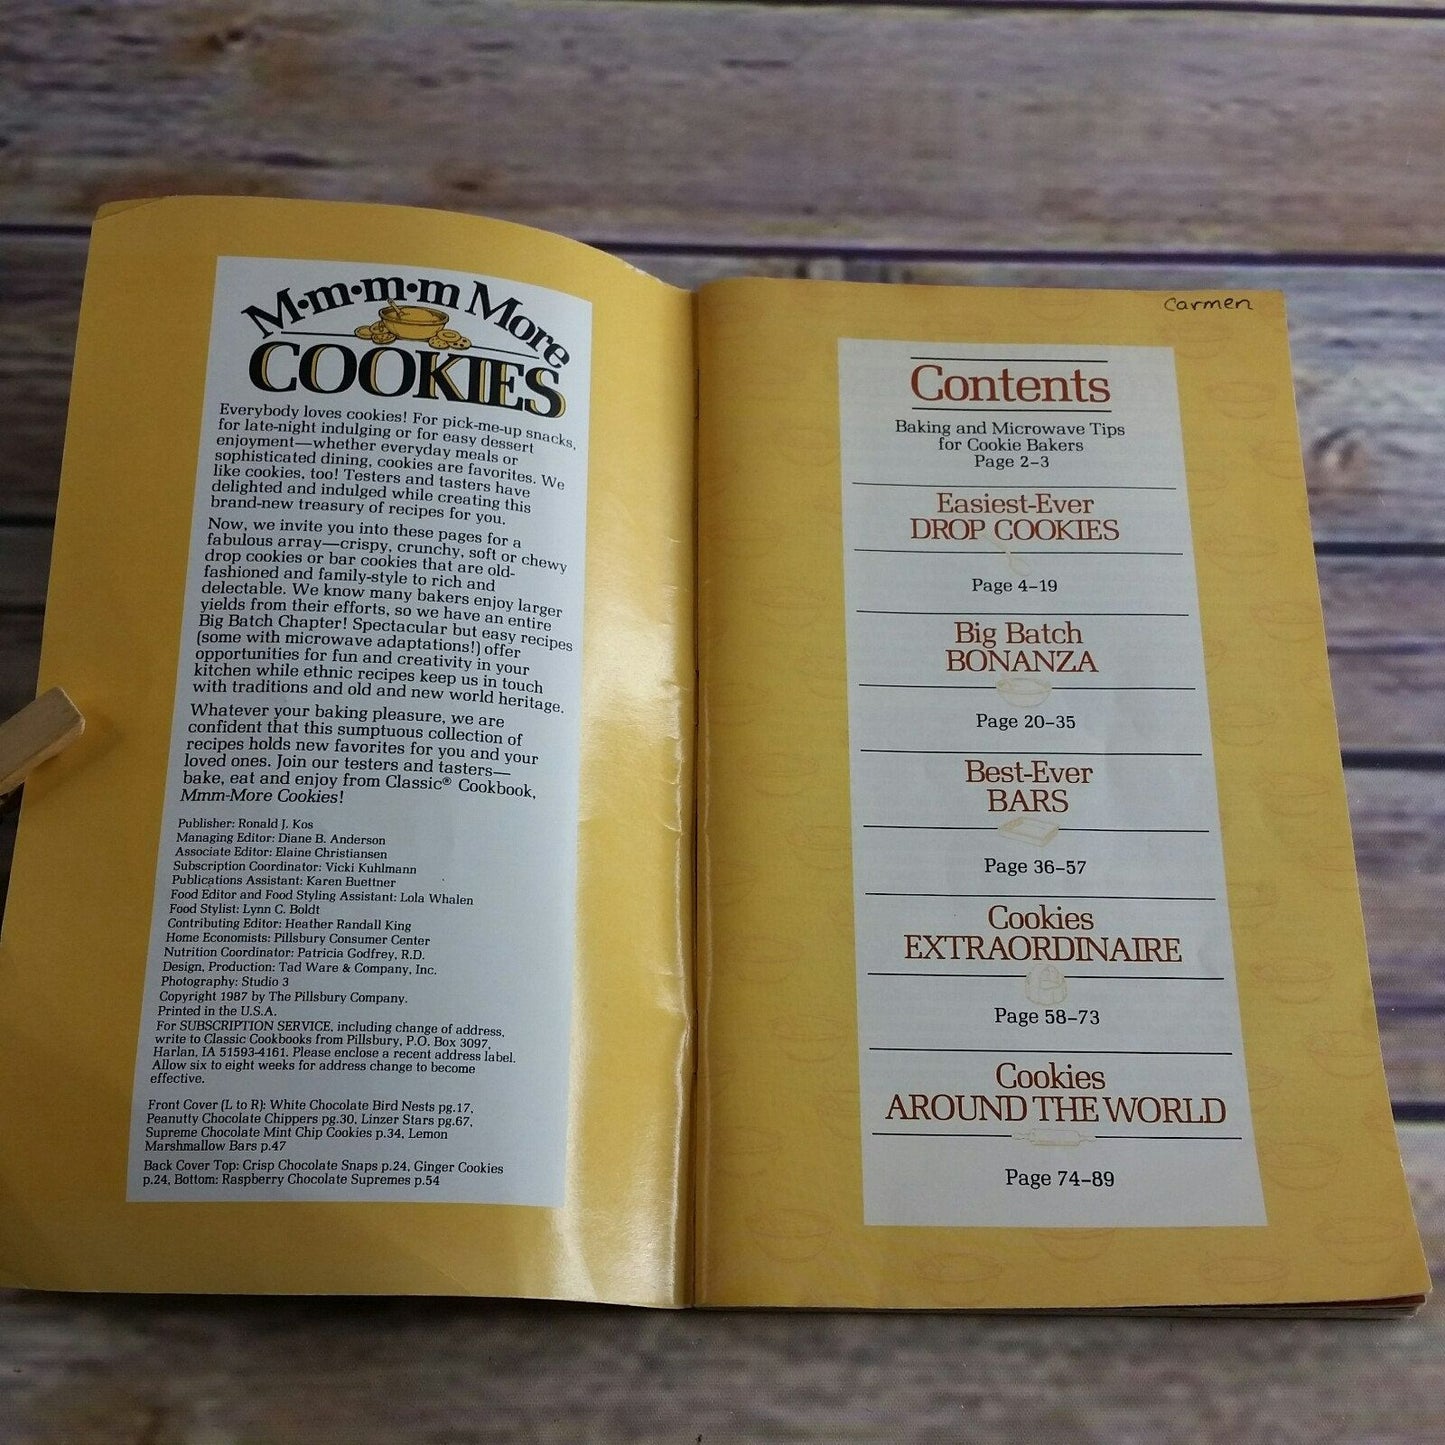 M·m·m·m More
COOKIES
Everybody loves cookies! For pick-me-up snacks,
for late-night indulging or for easy dessert
enjoyment—whether everyday meals or
sophisticated dining, cookies are favorites. We
like cookies, too! Testers and tasters have
delighted and indulged while creating this
brand-new treasury of recipes for you.
Now, we invite you into these pages for a
fabulous array—crispy, crunchy, soft or chewy
drop cookies or bar cookies that are old-
fashioned and family-style to rich and
delectable. We know many bakers enjoy larger
yields from their efforts, so we have an entire
Big Batch Chapter! Spectacular but easy recipes
(some with microwave adaptations!) offer
opportunities for fun and creativity in your
kitchen while ethnic recipes keep us in touch
with traditions and old and new world heritage.
Whatever your baking pleasure, we are
confident that this sumptuous collection of
recipes holds new favorites for you and your
loved ones. Join our testers and tasters—
bake, eat and enjoy from Classic® Cookbook,
Mmm-More Cookies!
Publisher: Ronald J. Kos
Managing Editor: Diane B. Anderson
Associate Editor: Elaine Christiansen
Subscription Coordinator: Vicki Kuhlmann
Publications Assistant: Karen Buettner
Food Editor and Food Styling Assistant: Lola Whalen
Food Stylist: Lynn C. Boldt
Contributing Editor: Heather Randall King
Home Economists: Pillsbury Consumer Center
Nutrition Coordinator: Patricia Godfrey, R.D.
Design, Production: Tad Ware & Company, Inc.
Photography: Studio 3
Copyright 1987 by The Pillsbury Company.
Printed in the U.S.A.
For SUBSCRIPTION SERVICE, including change of address,
write to Classic Cookbooks from Pillsbury, P.O. Box 3097,
Harlan, IA 51593-4161. Please enclose a recent address label.
Allow six to eight weeks for address change to become
effective.
Front Cover (L to R): White Chocolate Bird Nests pg.17,
Peanutty Chocolate Chippers pg.30, Linzer Stars pg.67,
Supreme Chocolate Mint Chip Cookies p.34, Lemon
Marshmallow Bars p.47
Back Cover Top: Crisp Chocolate Snaps p.24, Ginger Cookies
p.24, Bottom: Raspberry Chocolate Supremes p.54
Carmen
Contents
Baking and Microwave Tips
for Cookie Bakers
Page 2–3
Easiest-Ever
DROP COOKIES
Page 4–19
Big Batch
BONANZA
Page 20–35
Best-Ever
BARS
Page 36–57
Cookies
EXTRAORDINAIRE
Page 58–73
Cookies
AROUND THE WORLD
Page 74–89